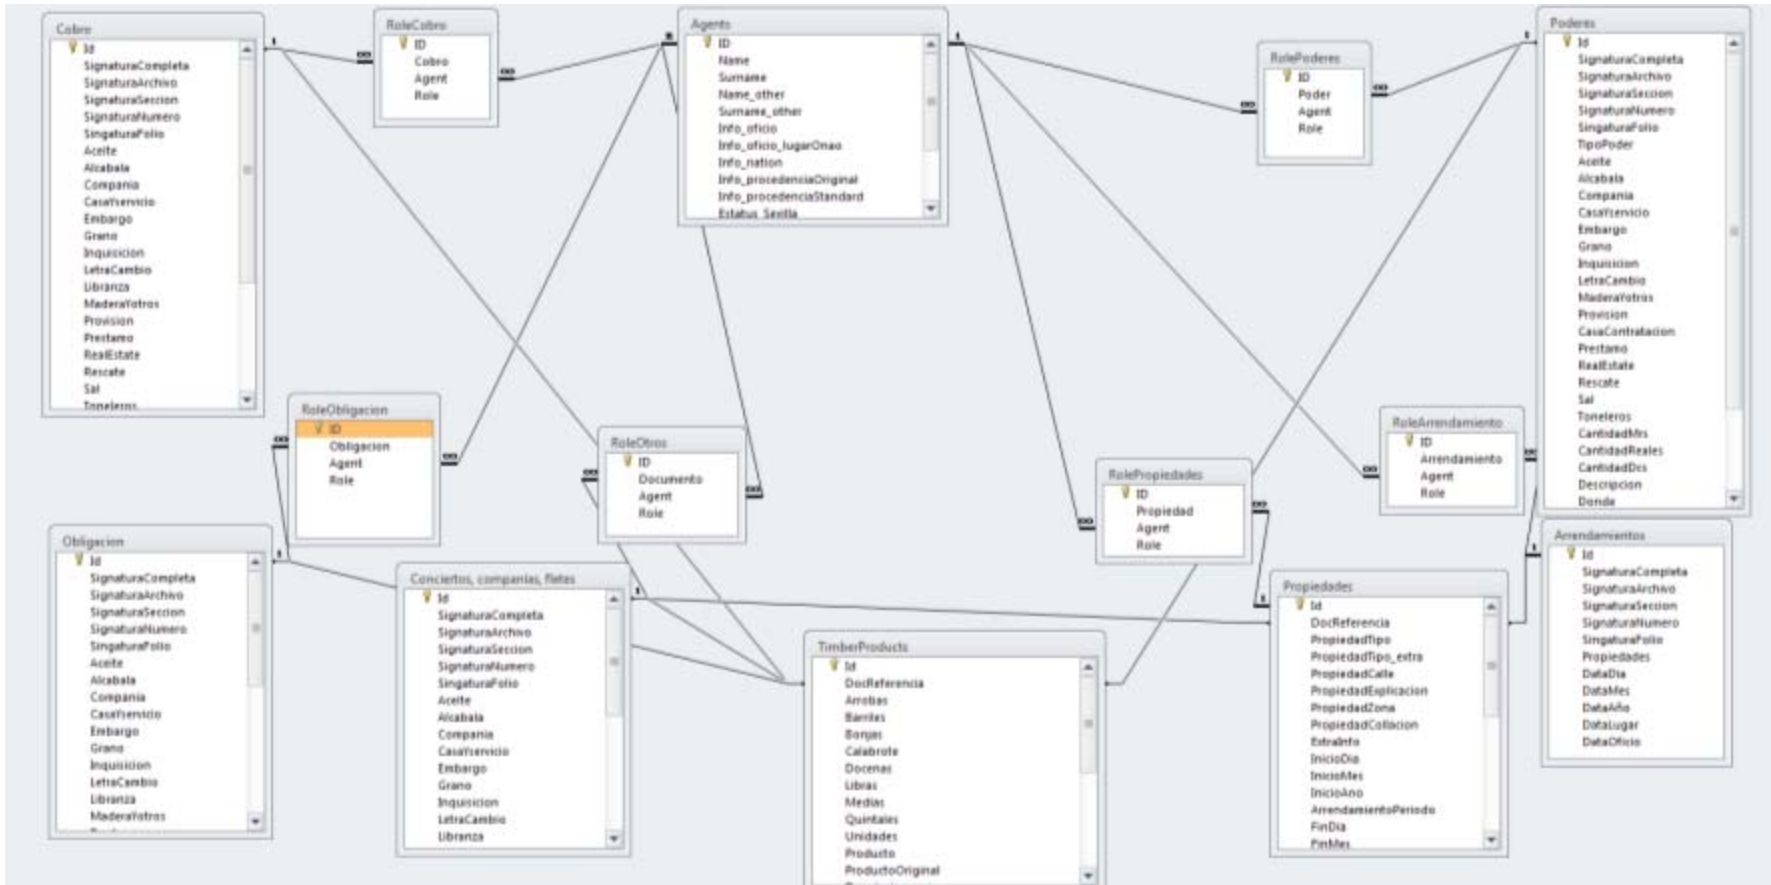 Cobro
Id
SignaturaCompleta
SignaturaArchivo
SignaturaSeccion
SignaturaNumero
SingaturaFolio
Aceite
Alcabala
Compania
CasaYservicio
Embargo
Grano
Inquisicion
LetraCambio
Libranza
MaderaYotros
Provision
Prestamo
RealEstate
Rescate
Sal
Toneleros
RoleCobro
ID
Cobro
Agent
Role
Agents
ID
Name
Surname
Name_other
Surname_other
Info_oficio
Info_oficio_lugarOnao
Info_nation
Info_procedenciaOriginal
Info_procedenciaStandard
Estatus_Sevilla
RolePoderes
ID
Poder
Agent
Role
Poderes
Id
SignaturaCompleta
SignaturaArchivo
SignaturaSeccion
SignaturaNumero
SingaturaFolio
TipoPoder
Aceite
Alcabala
Compania
CasaYservicio
Embargo
Grano
Inquisicion
LetraCambio
MaderaYotros
Provision
CasaContratacion
Prestamo
RealEstate
Rescate
Sal
Toneleros
CantidadMrs
CantidadReales
CantidadDcs
Descripcion
Donde
RoleObligacion
ID
Obligacion
Agent
Role
RoleOtros
ID
Documento
Agent
Role
RolePropiedades
ID
Propiedad
Agent
Role
RoleArrendamiento
ID
Arrendamiento
Agent
Role
Obligacion
Id
SignaturaCompleta
SignaturaArchivo
SignaturaSeccion
SignaturaNumero
SingaturaFolio
Aceite
Alcabala
Compania
CasaYservicio
Embargo
Grano
Inquisicion
LetraCambio
Libranza
MaderaYotros
Conciertos, companias, fletes
Id
SignaturaCompleta
SignaturaArchivo
SignaturaSeccion
SignaturaNumero
SingaturaFolio
Aceite
Alcabala
Compania
CasaYservicio
Embargo
Grano
Inquisicion
LetraCambio
Libranza
TimberProducts
Id
DocReferencia
Arrobas
Barriles
Bonjas
Calabrote
Docenas
Libras
Medias
Quintales
Unidades
Producto
ProductoOriginal
Propiedades
Id
DocReferencia
PropiedadTipo
PropiedadTipo_extra
PropiedadCalle
PropiedadExplicacion
PropiedadZona
PropiedadCollacion
ExtraInfo
InicioDia
InicioMes
InicioAno
ArrendamientoPeriodo
FinDia
FinMes
Arrendamientos
Id
SignaturaCompleta
SignaturaArchivo
SignaturaSeccion
SignaturaNumero
SingaturaFolio
Propiedades
DataDia
DataMes
DataAño
DataLugar
DataOficio